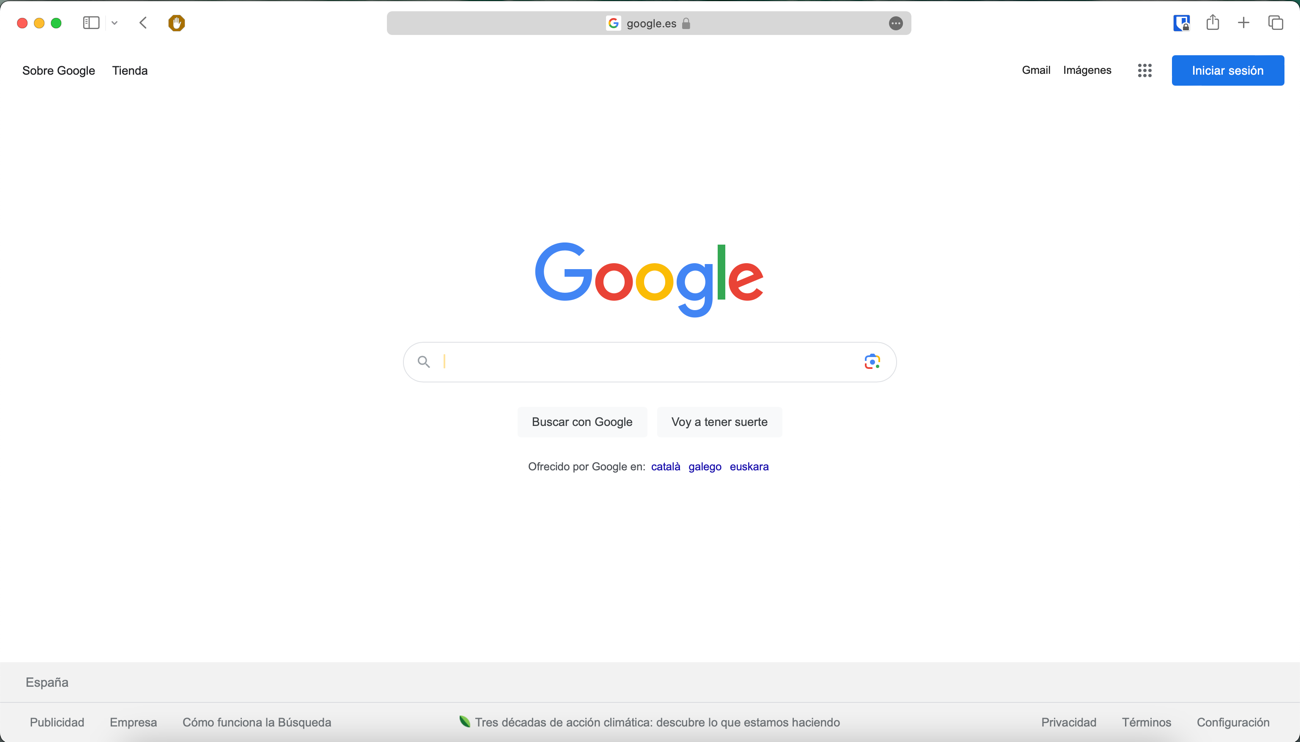 google.es
Sobre Google Tienda Gmail Imágenes Iniciar sesión
Google
Buscar con Google Voy a tener suerte
Ofrecido por Google en: català galego euskara
España
Publicidad Empresa Cómo funciona la Búsqueda Tres décadas de acción climática: descubre lo que estamos haciendo Privacidad Términos Configuración